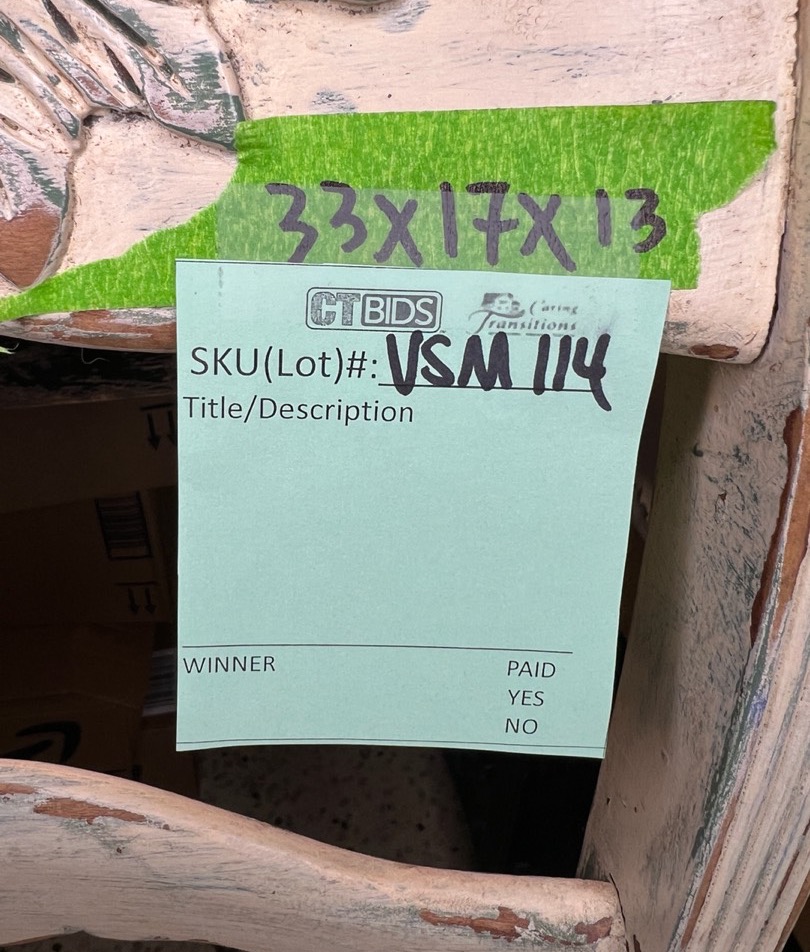 33X17X13
CTBIDS Caring Transitions
SKU(Lot)#: VSM 114
Title/Description
WINNER PAID
YES
NO